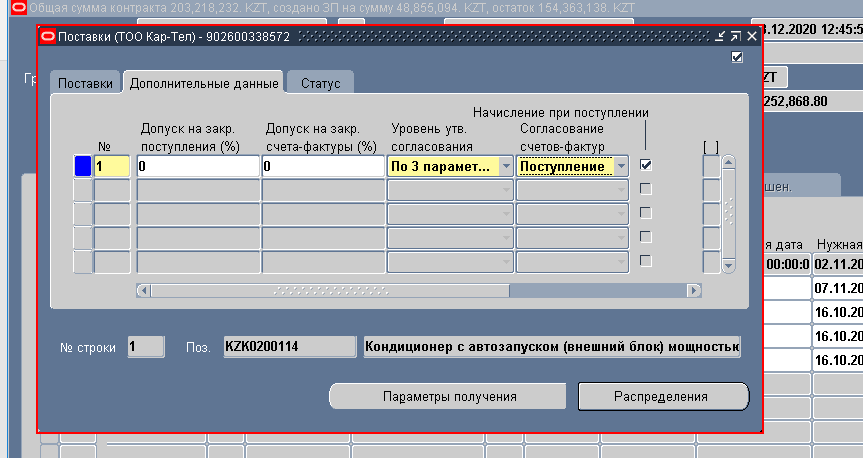 Общая сумма контракта 203,218,232. KZT, создано ЗП на сумму 48,855,094. KZT, остаток 154,363,138. KZT
.12.2020 12:45:5
Поставки (ТОО Кар-Тел) - 902600338572
ZT
252,868.80
Поставки Дополнительные данные Статус
Начисление при поступлении
Допуск на закр. Допуск на закр. Уровень утв. Согласование
№ поступления (%) счета-фактуры (%) согласования счетов-фактур [ ]
1 0 0 По 3 парамет... Поступление
шен.
я дата Нужная
00:00:0 02.11.20
07.11.20
16.10.20
16.10.20
16.10.20
№ строки 1 Поз. KZK0200114 Кондиционер с автозапуском (внешний блок) мощностьк
Параметры получения Распределения